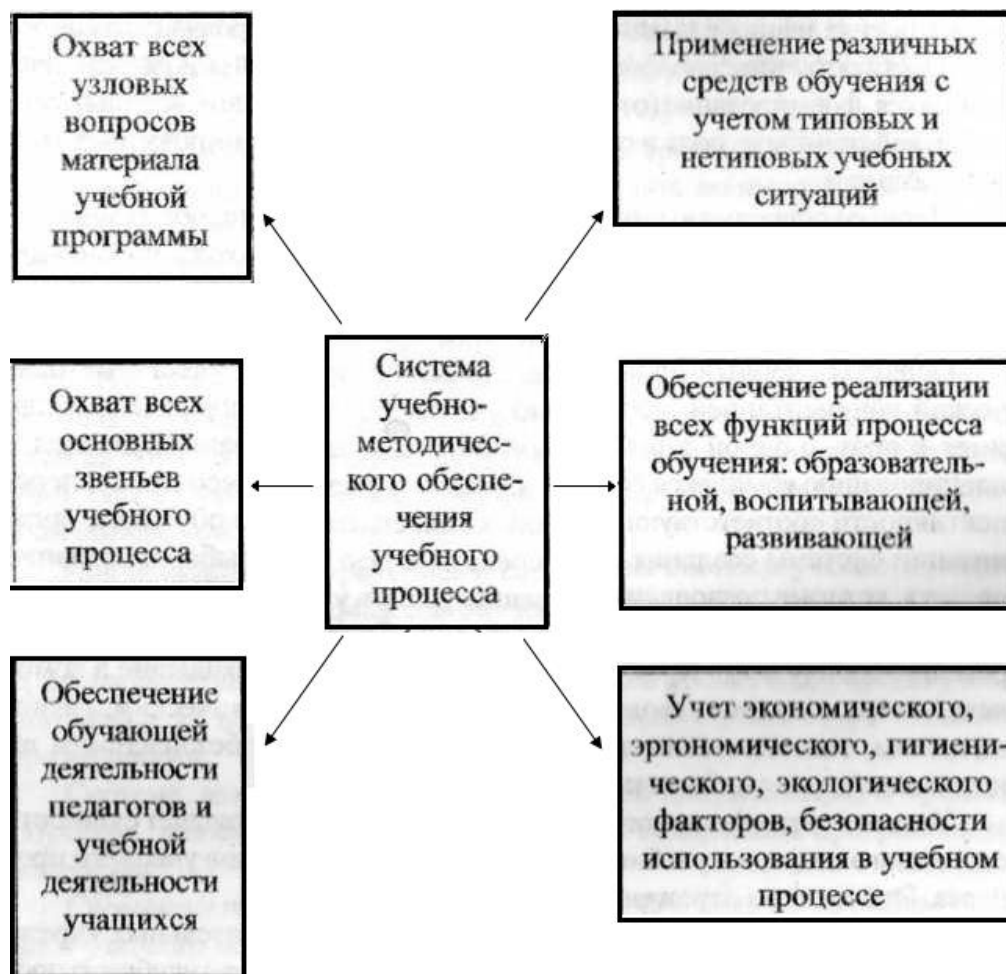 Охват всех
узловых
вопросов
материала
учебной
программы
Применение различных
средств обучения с
учетом типовых и
нетиповых учебных
ситуаций
Охват всех
основных
звеньев
учебного
процесса
Система
учебно-
методичес-
кого обеспе-
чения
учебного
процесса
Обеспечение реализации
всех функций процесса
обучения: образователь-
ной, воспитывающей,
развивающей
Обеспечение
обучающей
деятельности
педагогов и
учебной
деятельности
учащихся
Учет экономического,
эргономического, гигиени-
ческого, экологического
факторов, безопасности
использования в учебном
процессе